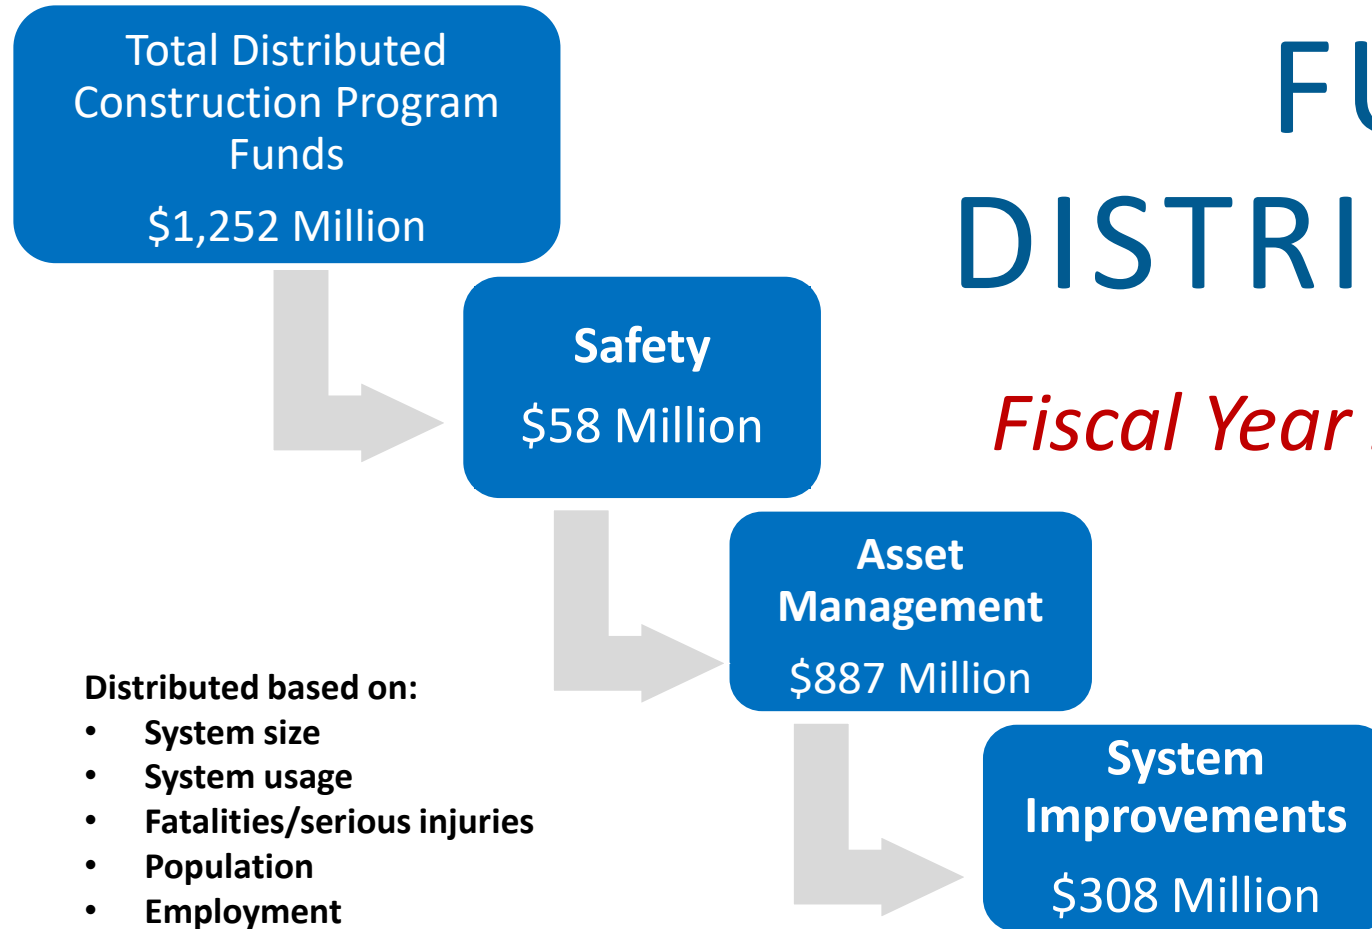 Total Distributed
Construction Program
Funds
$1,252 Million
DISTRI
Safety
$58 Million
Fiscal Year
Asset
Management
$887 Million
System
Improvements
$308 Million
Distributed based on:
• System size
• System usage
• Fatalities/serious injuries
• Population
• Employment